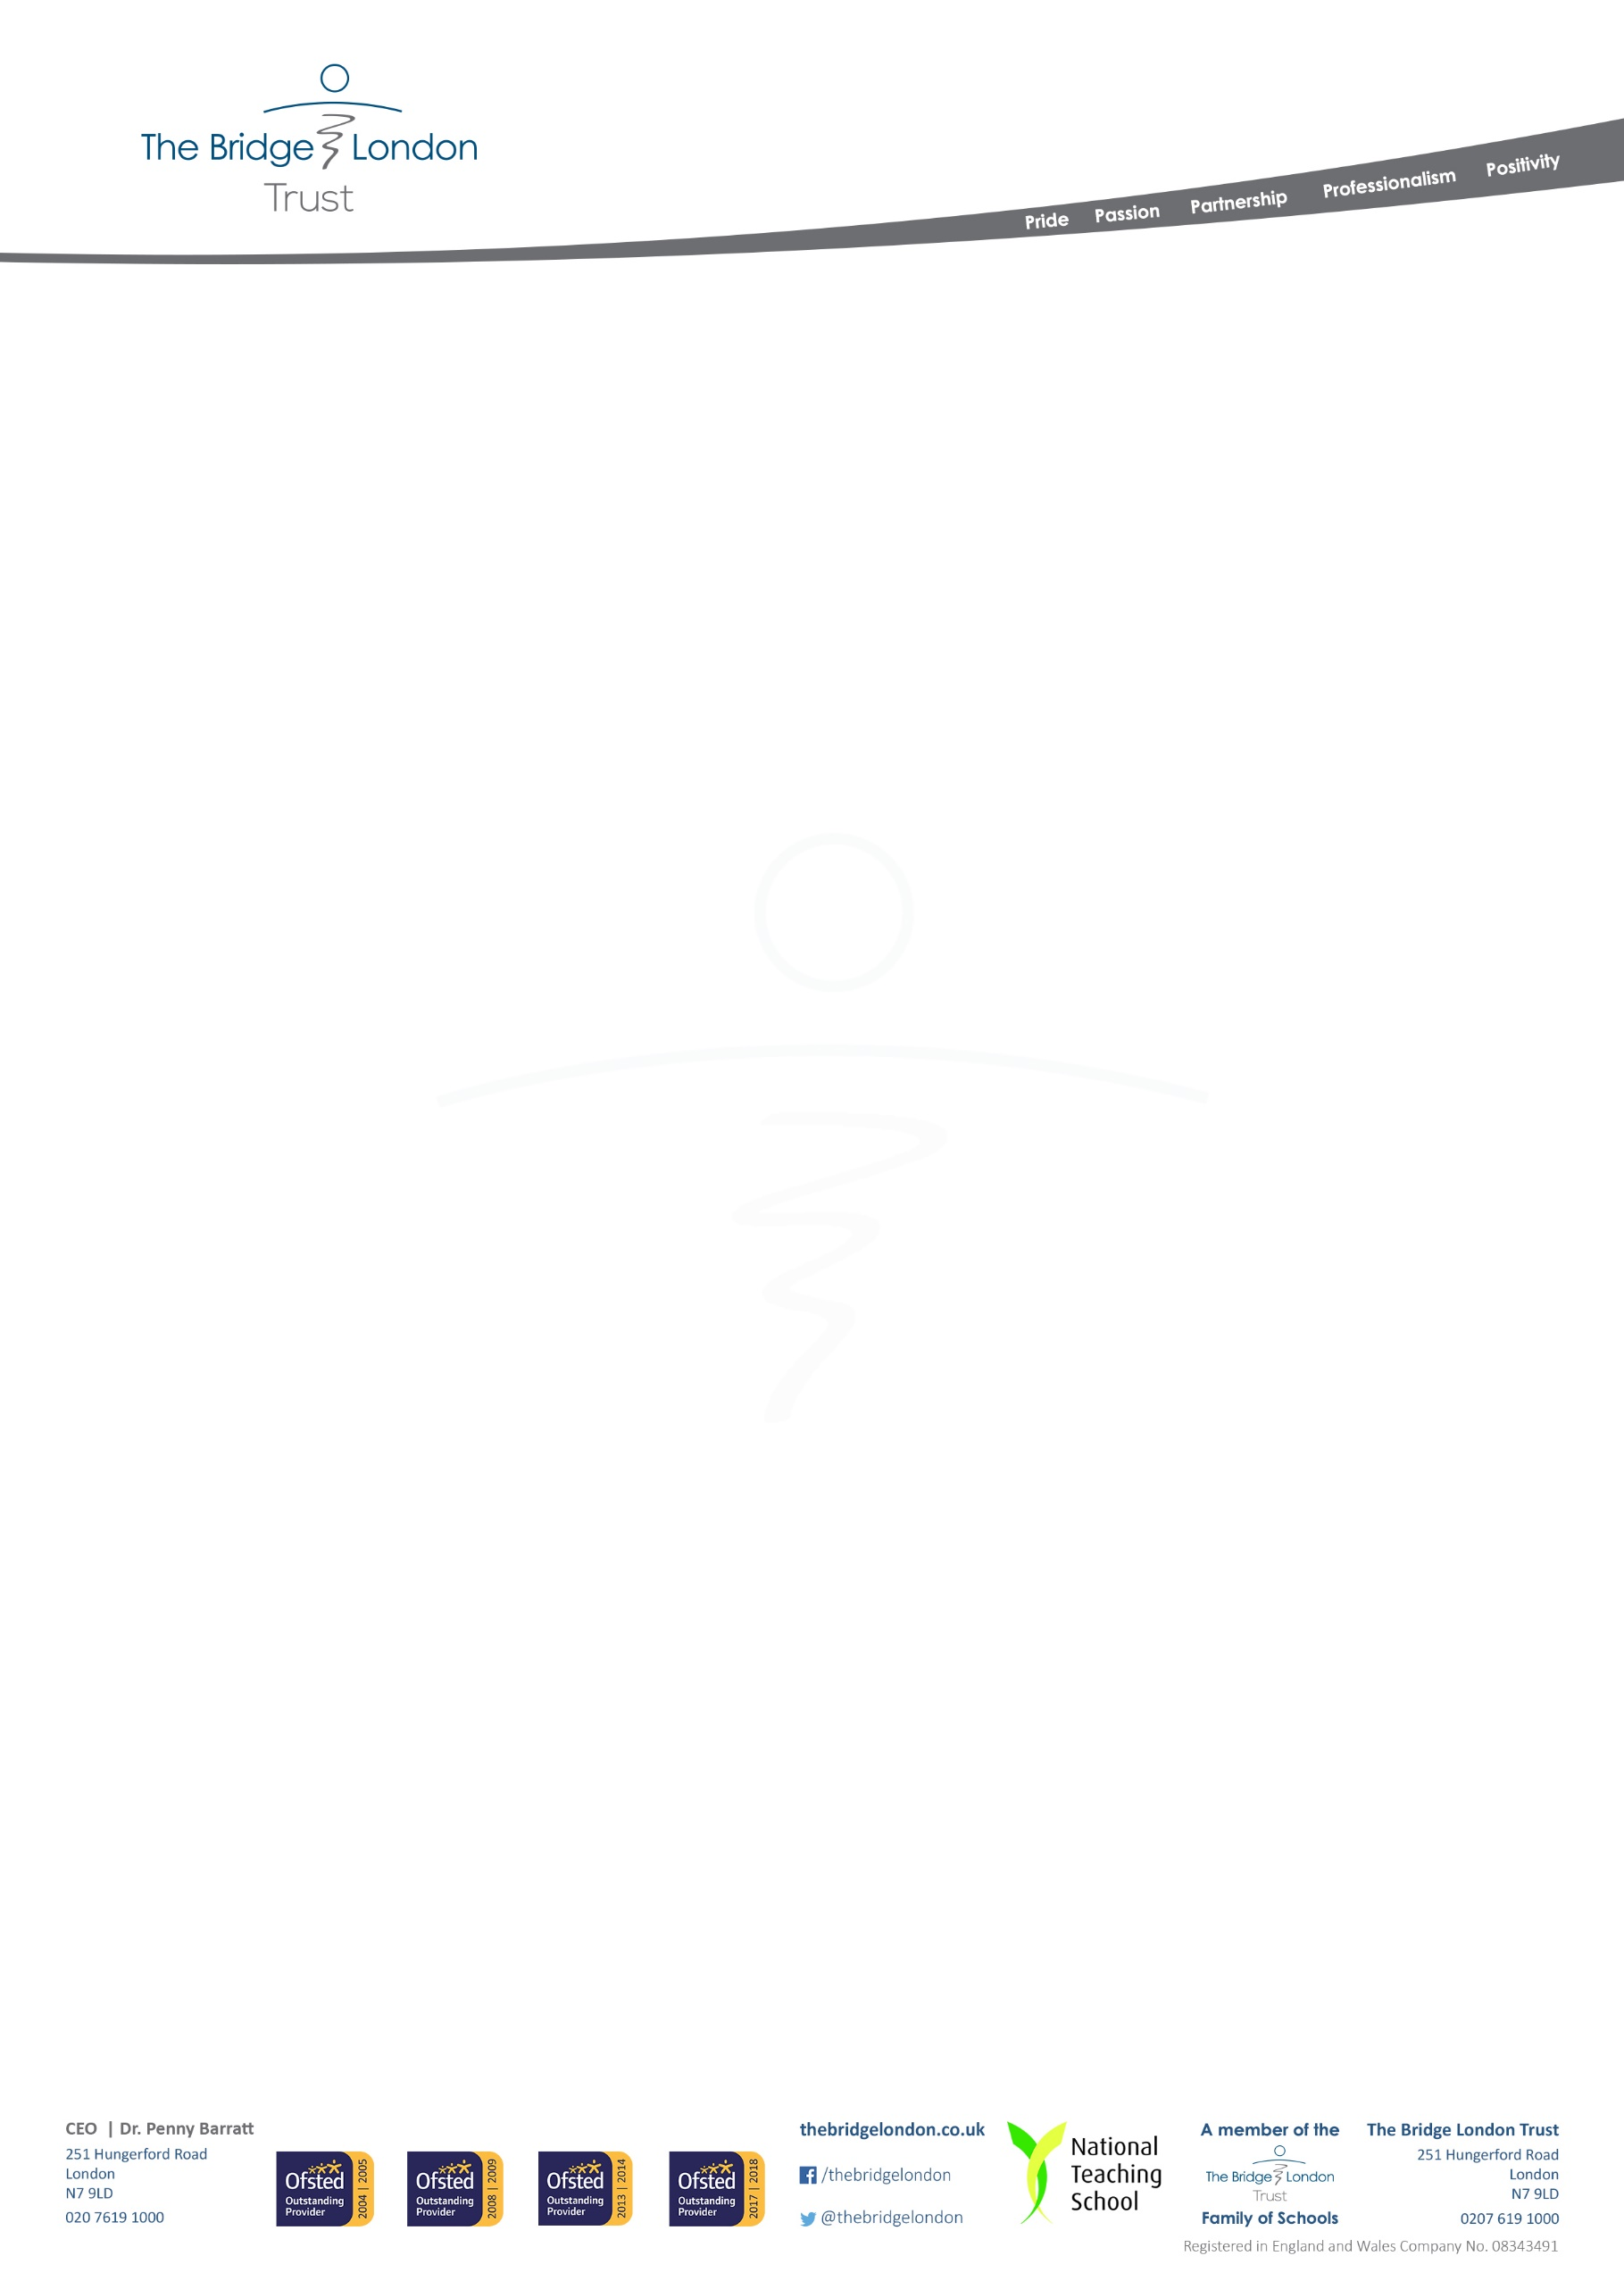 The Bridge London
Trust
Pride Passion Partnership Professionalism Positivity
CEO | Dr. Penny Barratt
251 Hungerford Road
London
N7 9LD
020 7619 1000
Ofsted
Outstanding
Provider
2004 | 2005
Ofsted
Outstanding
Provider
2008 | 2009
Ofsted
Outstanding
Provider
2013 | 2014
Ofsted
Outstanding
Provider
2017 | 2018
thebridgelondon.co.uk
/thebridgelondon
@thebridgelondon
National
Teaching
School
A member of the
The Bridge London
Trust
Family of Schools
The Bridge London Trust
251 Hungerford Road
London
N7 9LD
0207 619 1000
Registered in England and Wales Company No. 08343491